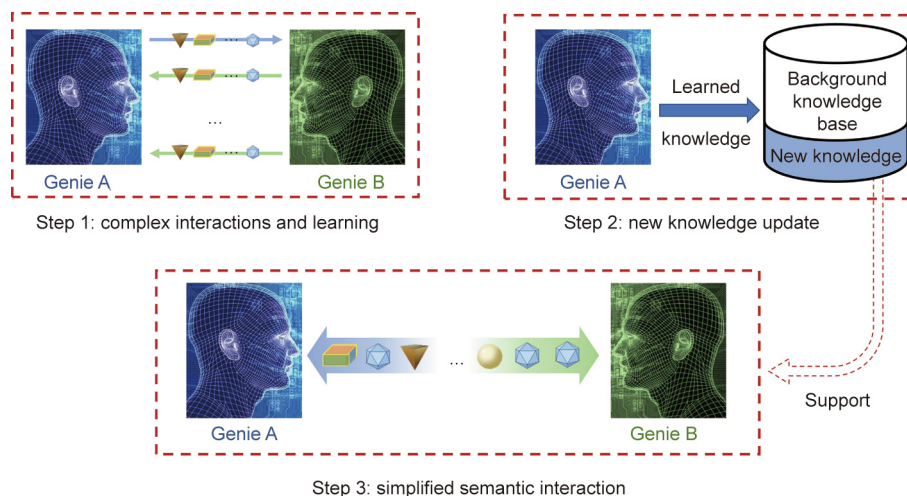 ...
...
Genie A
Genie B
Step 1: complex interactions and learning
Genie A
Learned
knowledge
Background
knowledge
base
New knowledge
Step 2: new knowledge update
...
Genie A
Genie B
Support
Step 3: simplified semantic interaction